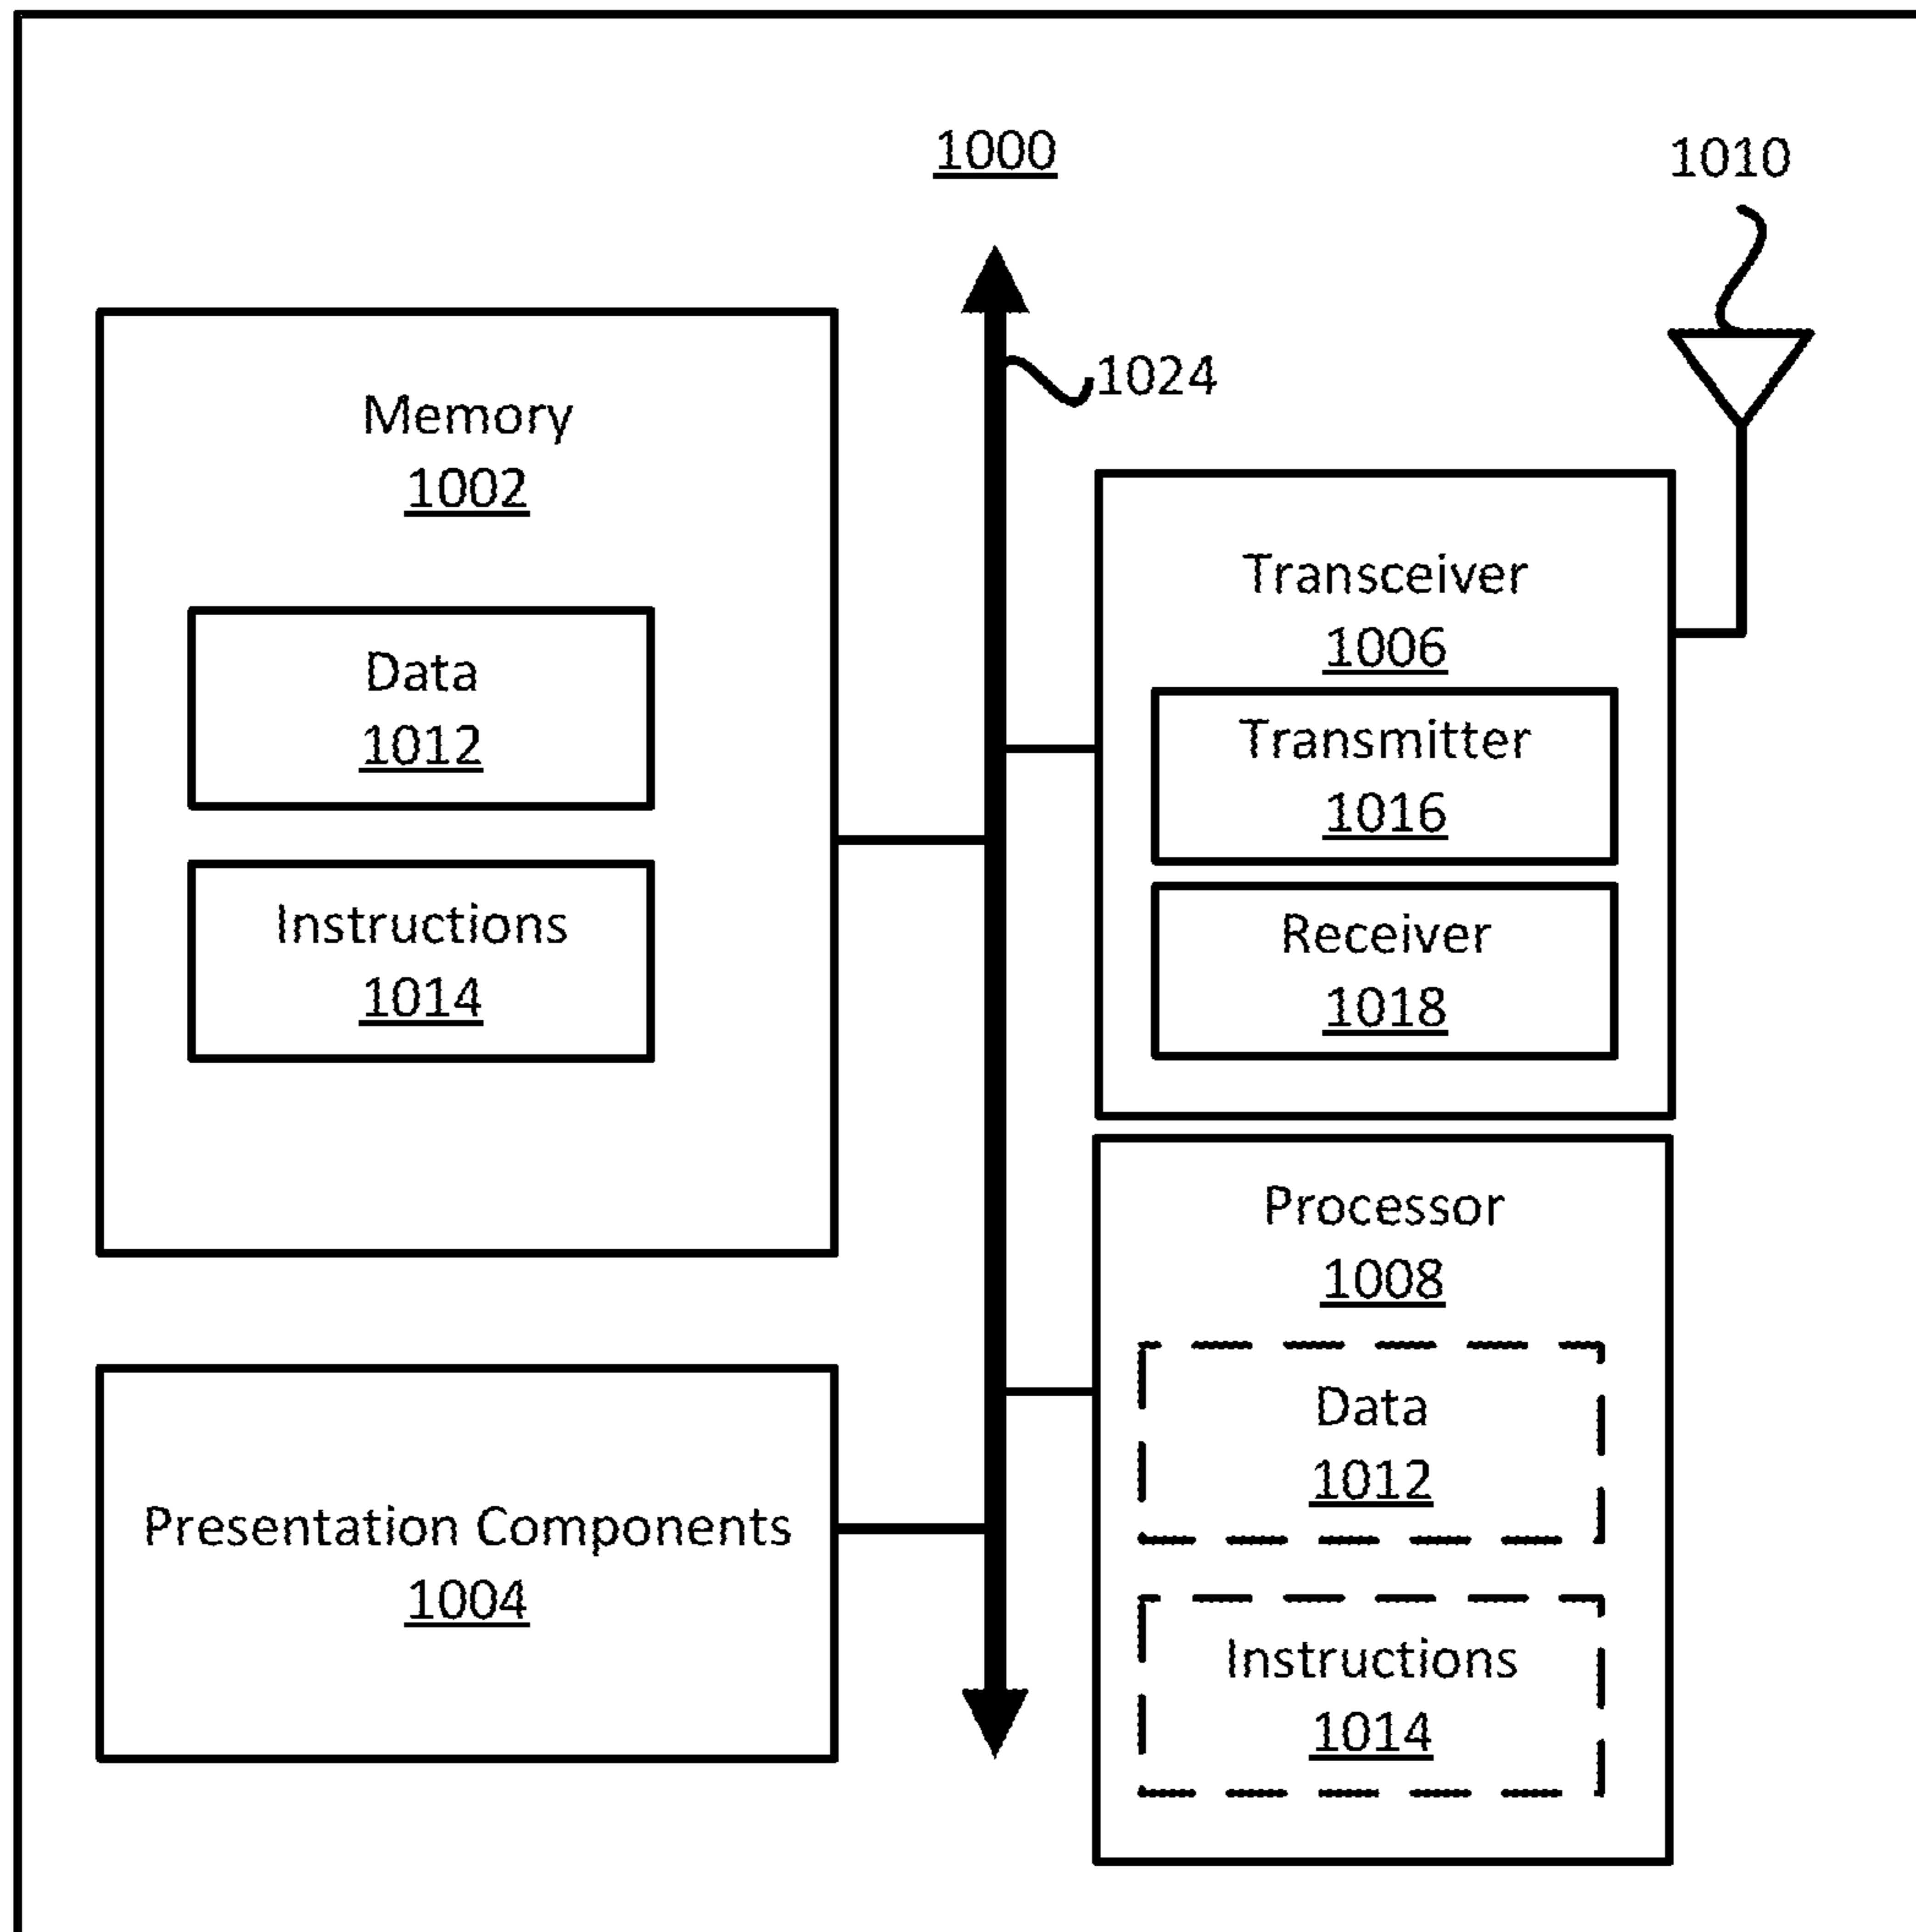 1000
1010
1024
Memory
1002
Data
1012
Instructions
1014
Transceiver
1006
Transmitter
1016
Receiver
1018
Presentation Components
1004
Processor
1008
Data
1012
Instructions
1014